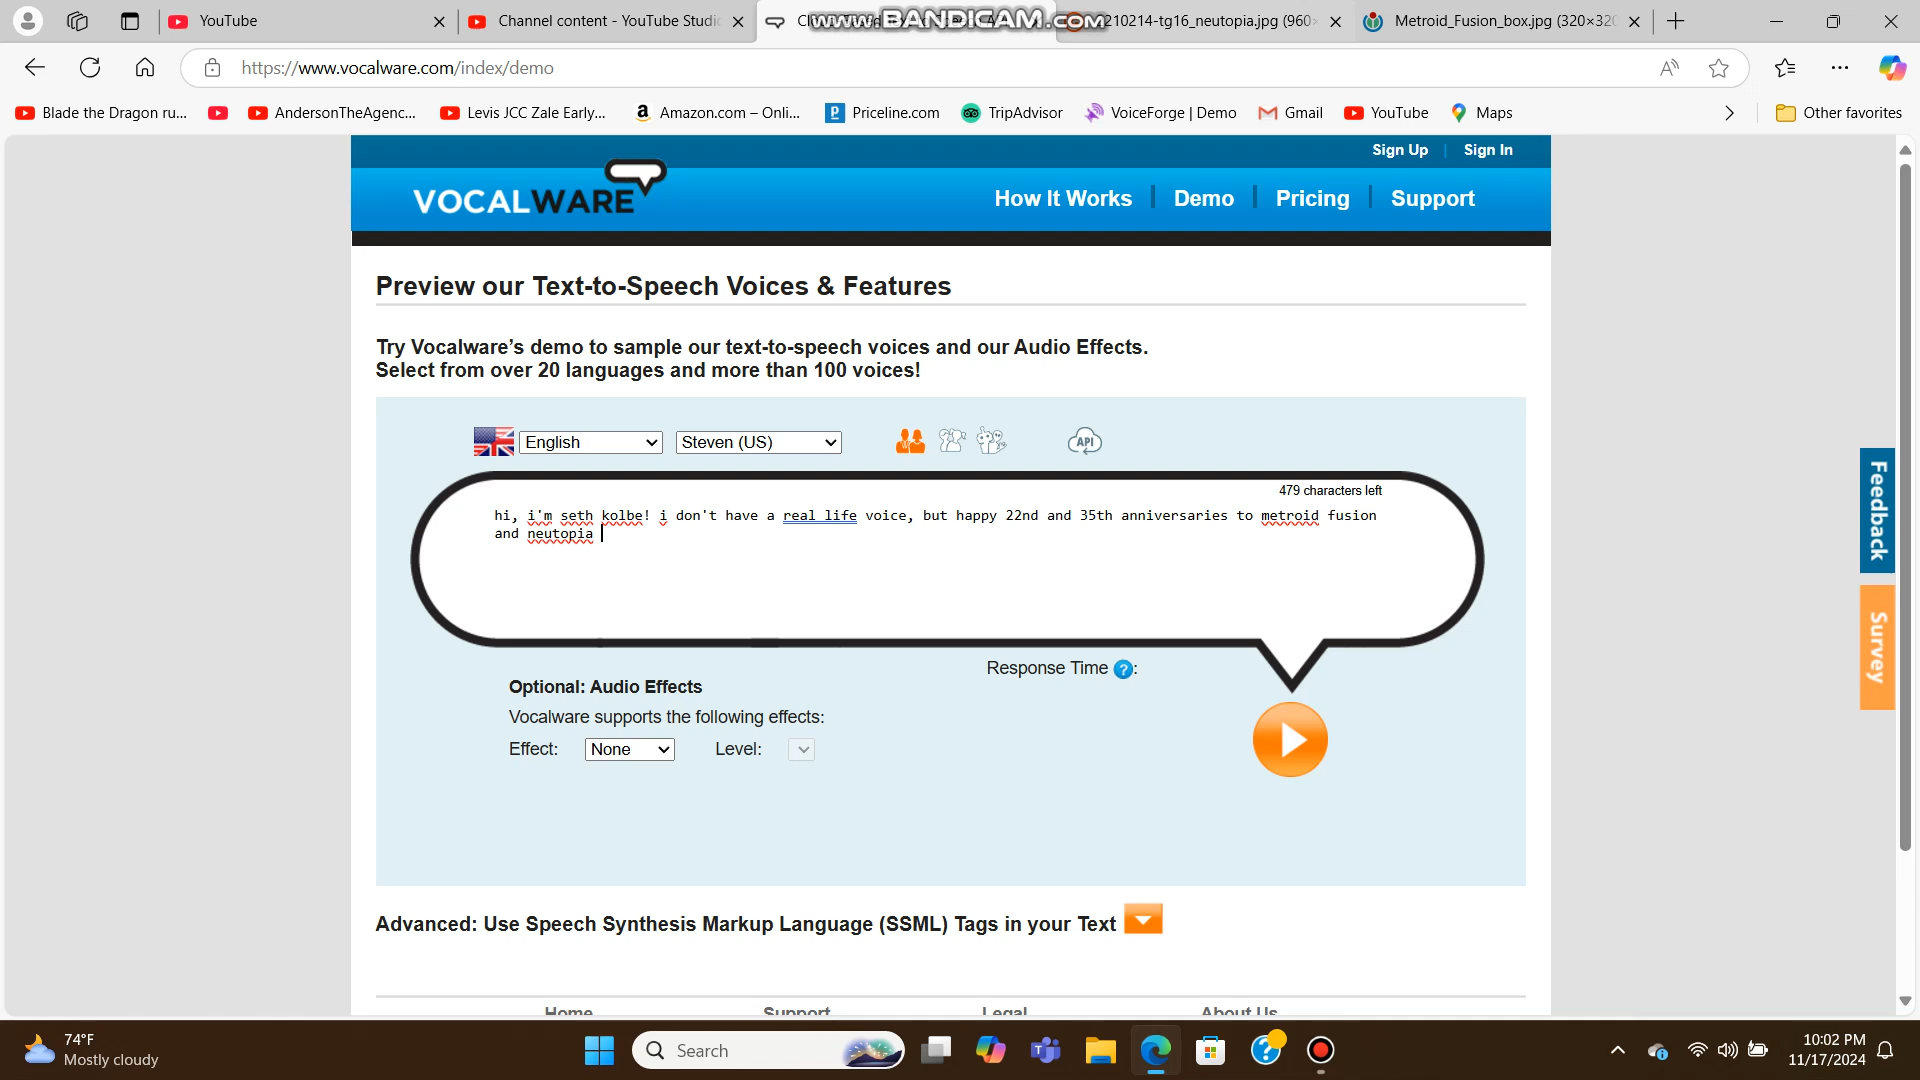 YouTube
Channel content - YouTube Studio
www.BANDICAM.com
210214-tg16_neutopia.jpg (960×
Metroid_Fusion_box.jpg (320×320
https://www.vocalware.com/index/demo
Blade the Dragon ru...
AndersonTheAgenc...
Levis JCC Zale Early...
Amazon.com – Onli...
Priceline.com
TripAdvisor
VoiceForge | Demo
Gmail
YouTube
Maps
Other favorites
Sign Up
Sign In
VOCALWARE
How It Works
Demo
Pricing
Support
Preview our Text-to-Speech Voices & Features
Try Vocalware's demo to sample our text-to-speech voices and our Audio Effects.
Select from over 20 languages and more than 100 voices!
English
Steven (US)
API
479 characters left
hi, i'm seth kolbe! i don't have a real life voice, but happy 22nd and 35th anniversaries to metroid fusion
and neutopia
Response Time ? :
Optional: Audio Effects
Vocalware supports the following effects:
Effect:
None
Level:
Feedback
Survey
Advanced: Use Speech Synthesis Markup Language (SSML) Tags in your Text
Home
Support
Legal
About Us
74°F
Mostly cloudy
Search
10:02 PM
11/17/2024